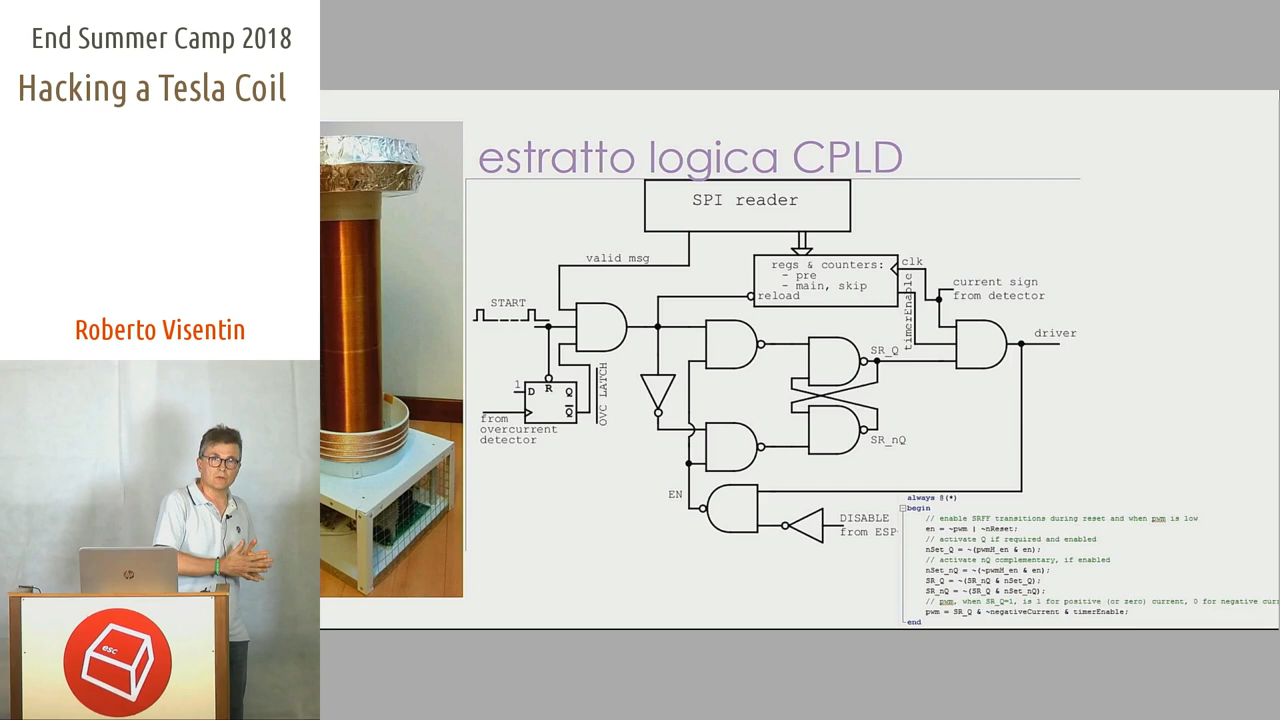 End Summer Camp 2018
Hacking a Tesla Coil
Roberto Visentin
esc
hp
estratto logica CPLD
SPI reader
valid msg
regs & counters:
- pre
- main, skip
reload
clk
timerEnable
current sign
from detector
START
driver
1
D
R
Q
Q
OVC LATCH
from
overcurrent
detector
SR_Q
SR_nQ
EN
DISABLE
from ESP
always @(*)
begin
// enable SRFF transitions during reset and when pwm is low
en = ~pwm | ~nReset;
// activate Q if required and enabled
nSet_Q = ~(pwmH_en & en);
// activate nQ complementary, if enabled
nSet_nQ = ~(~pwmH_en & en);
SR_Q = ~(SR_nQ & nSet_Q);
SR_nQ = ~(SR_Q & nSet_nQ);
// pwm, when SR_Q=1, is 1 for positive (or zero) current, 0 for negative cur
pwm = SR_Q & ~negativeCurrent & timerEnable;
end